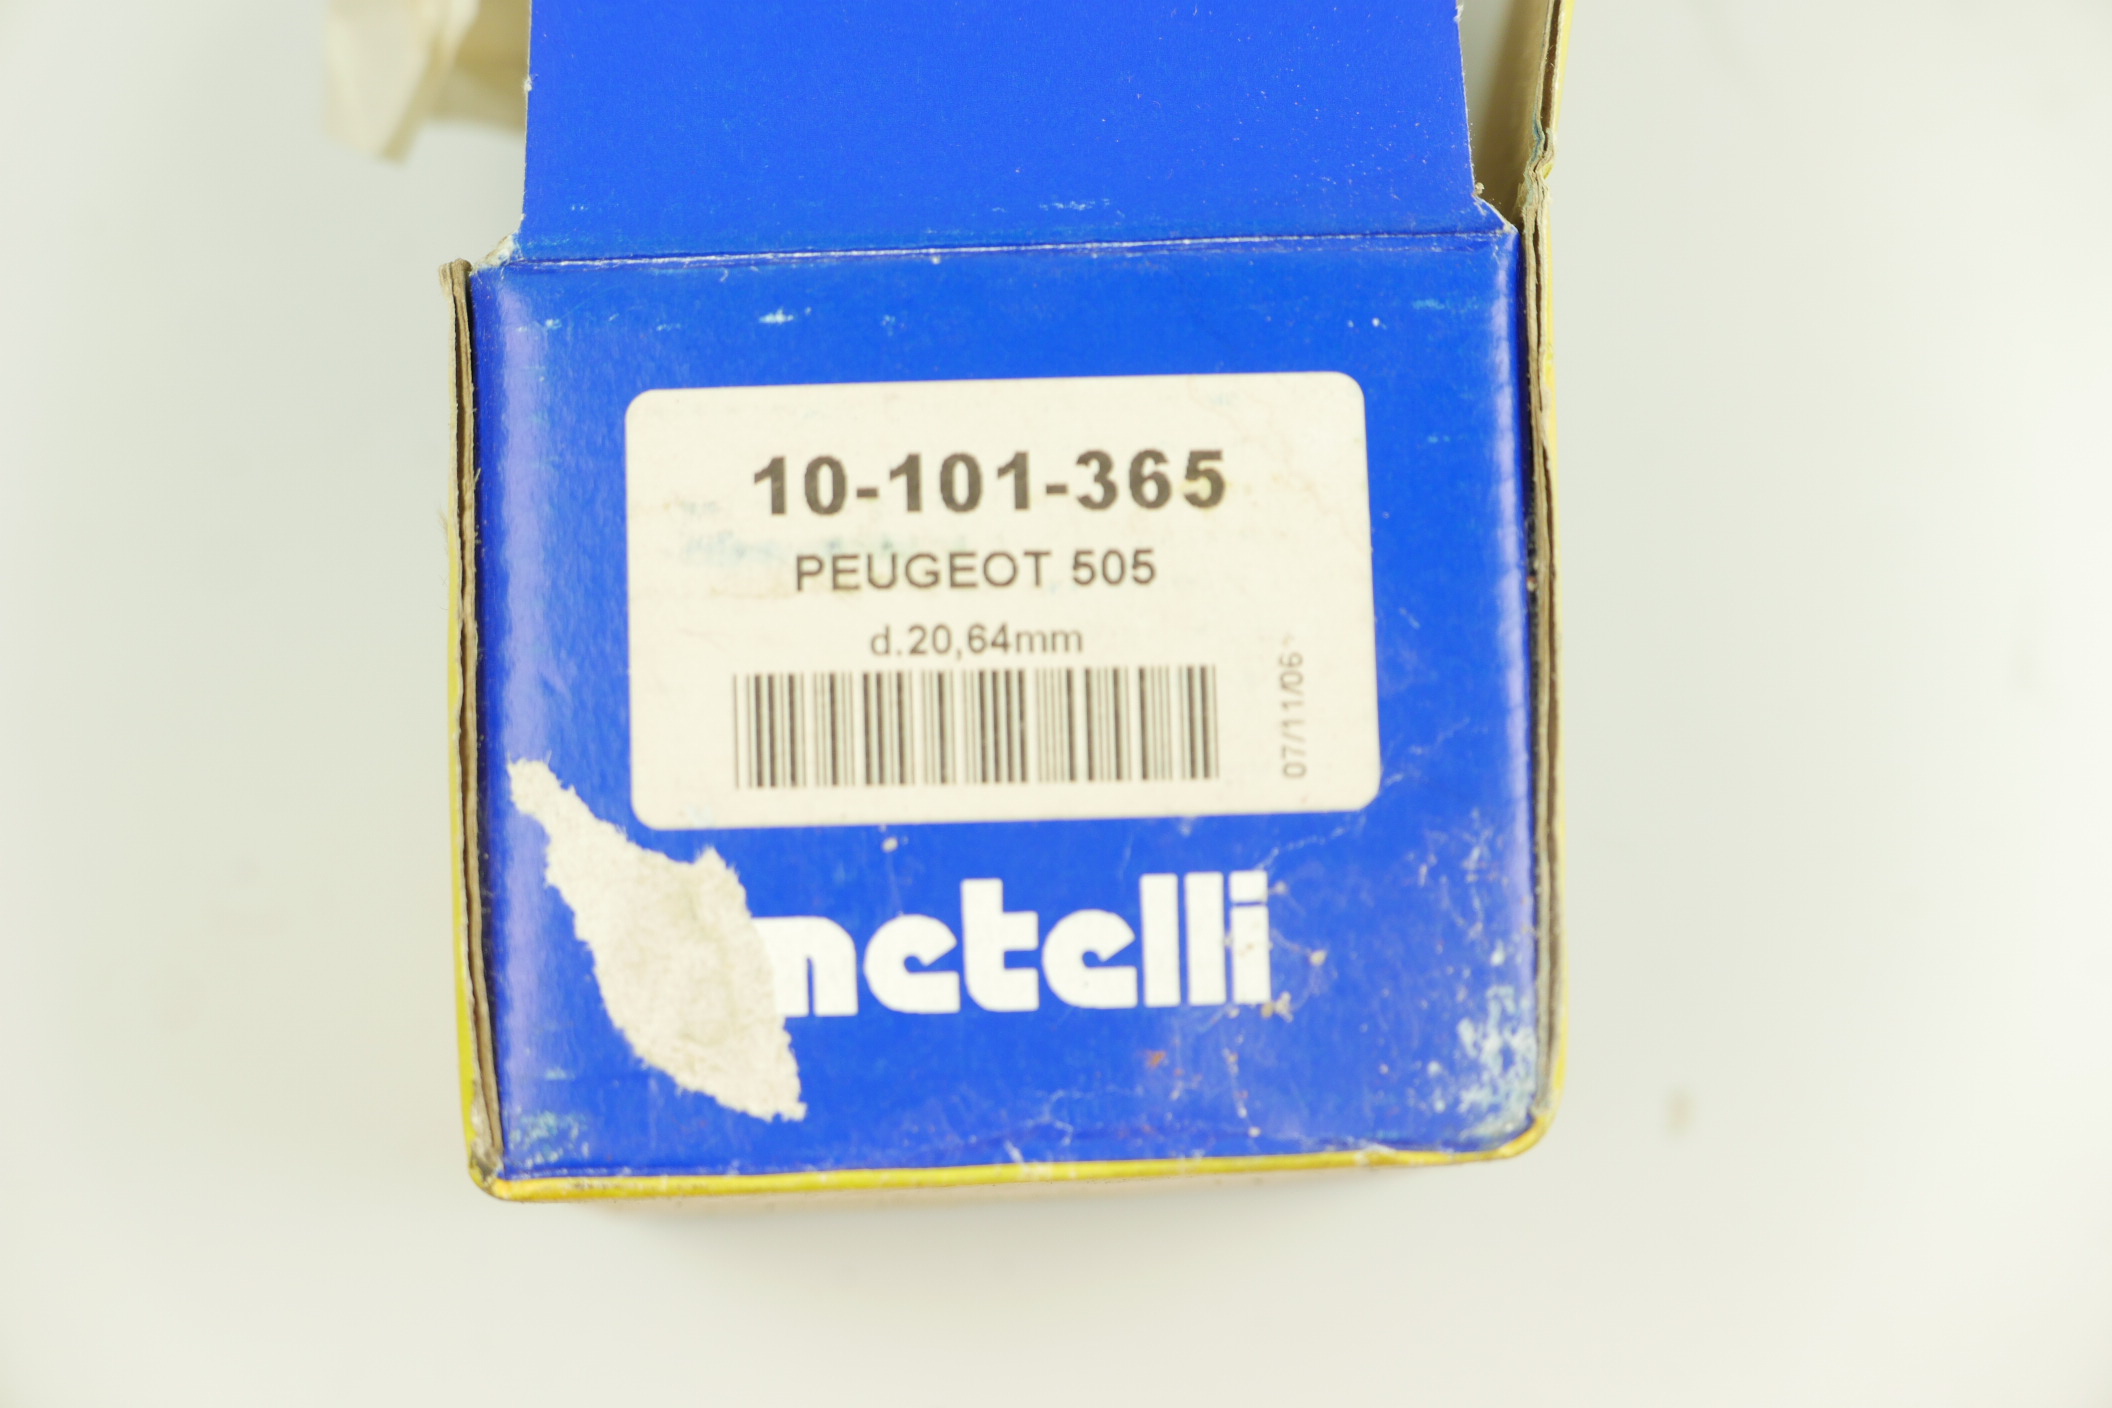 10-101-365
PEUGEOT 505
d.20,64mm
07/11/06
metelli